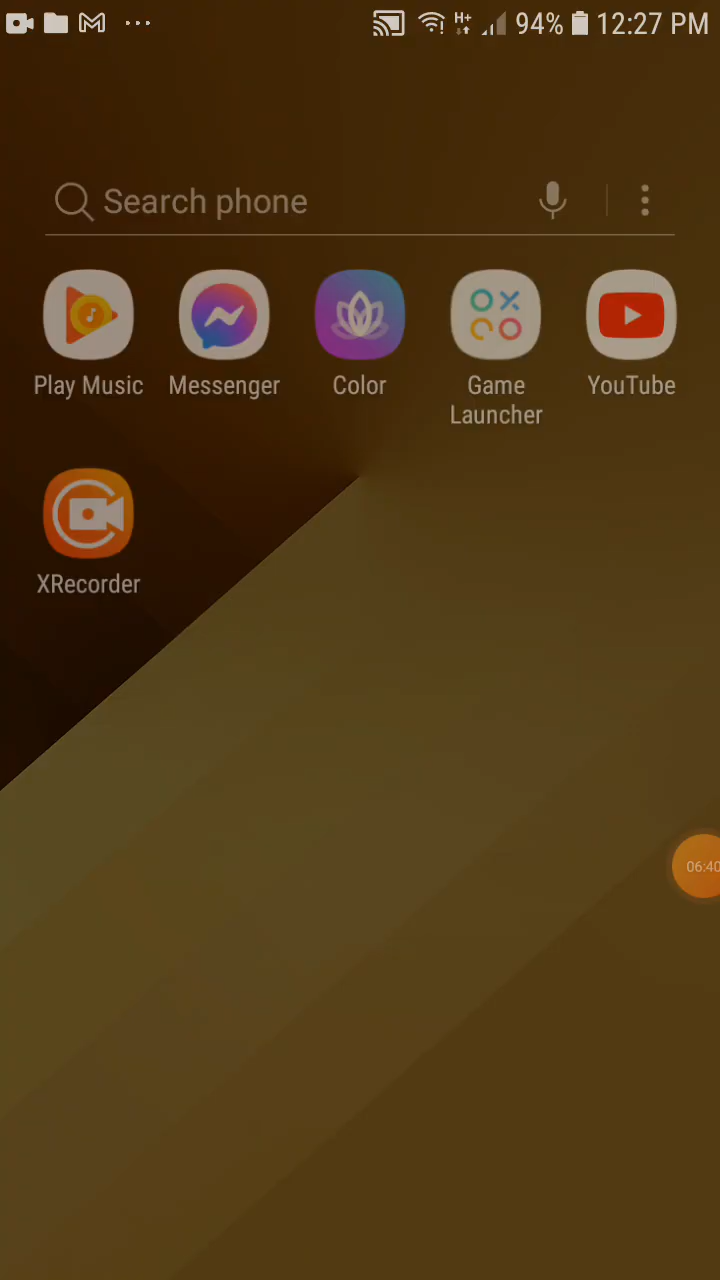 H+ 94% 12:27 PM
Search phone
Play Music Messenger Color Game Launcher YouTube
XRecorder
06:40